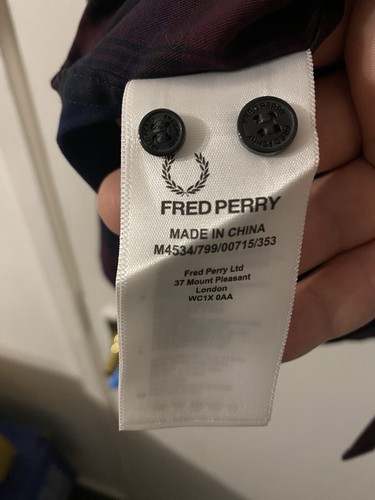 FRED PERRY
MADE IN CHINA
M4534/799/00715/353
Fred Perry Ltd
37 Mount Pleasant
London
WC1X 0AA